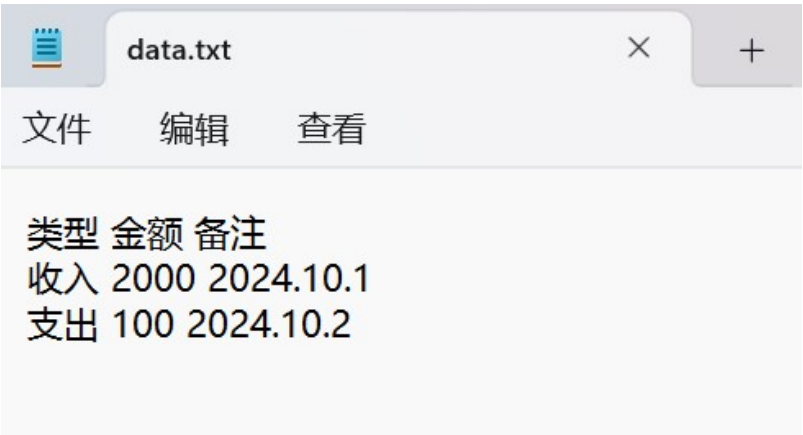 data.txt
文件 编辑 查看
类型 金额 备注
收入 2000 2024.10.1
支出 100 2024.10.2